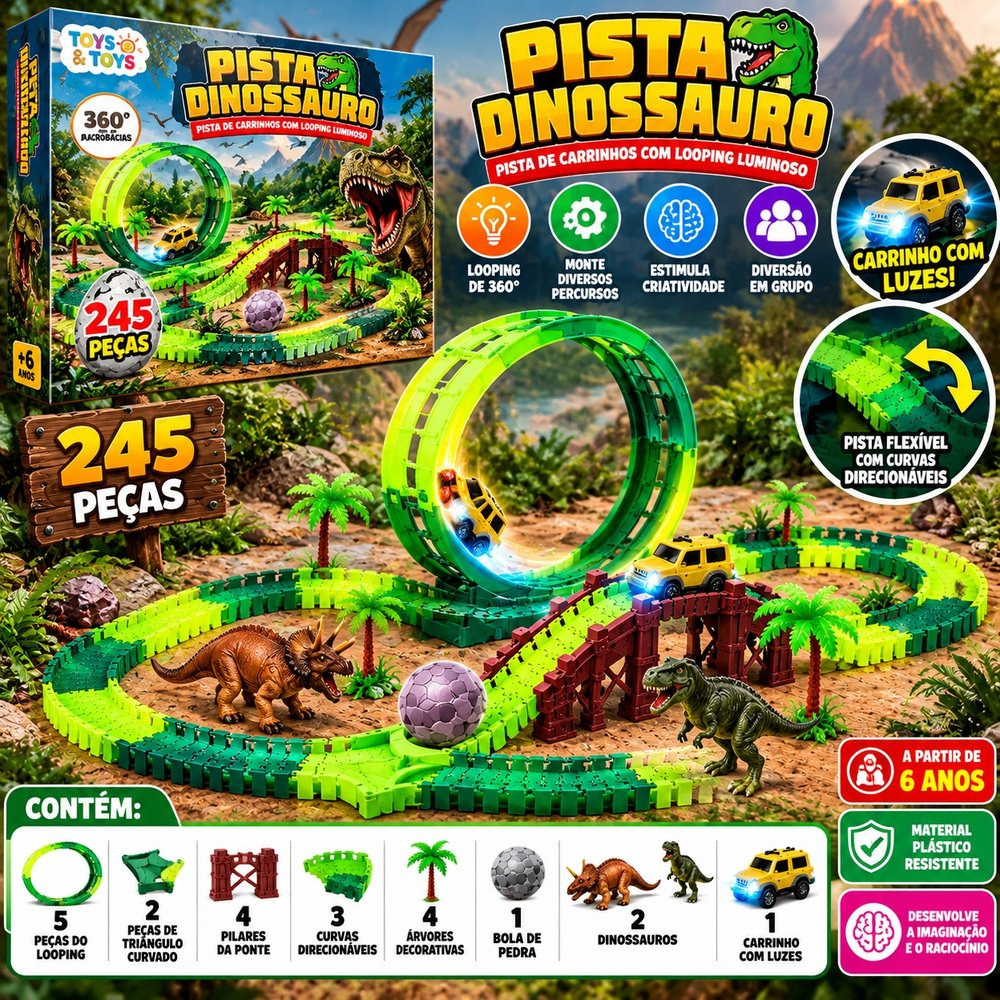 TOYS
& TOYS
PISTA
DINOSSAURO
PISTA DE CARRINHOS COM LOOPING LUMINOSO
360°
PISTA
DINOSSAURO
245
PEÇAS
+6
ANOS
PISTA
DINOSSAURO
PISTA DE CARRINHOS COM LOOPING LUMINOSO
LOOPING
DE 360°
MONTE
DIVERSOS
PERCURSOS
ESTIMULA
CRIATIVIDADE
DIVERSÃO
EM GRUPO
CARRINHO COM
LUZES!
PISTA FLEXÍVEL
COM CURVAS
DIRECIONÁVEIS
245
PEÇAS
A PARTIR DE
6 ANOS
MATERIAL
PLÁSTICO
RESISTENTE
DESENVOLVE
A IMAGINAÇÃO
E O RACIOCÍNIO
CONTÉM:
5
PEÇAS DO
LOOPING
2
PEÇAS DE
TRIÂNGULO
CURVADO
4
PILARES
DA PONTE
3
CURVAS
DIRECIONÁVEIS
4
ÁRVORES
DECORATIVAS
1
BOLA DE
PEDRA
2
DINOSSAUROS
1
CARRINHO
COM LUZES